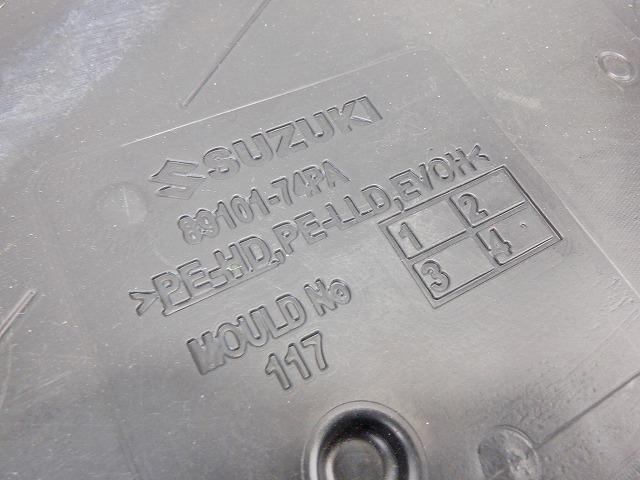 SUZUKI
89101-74PA
>PE-HD,PE-LLD,EVOH<
1 2
3 4
MOULD No
117